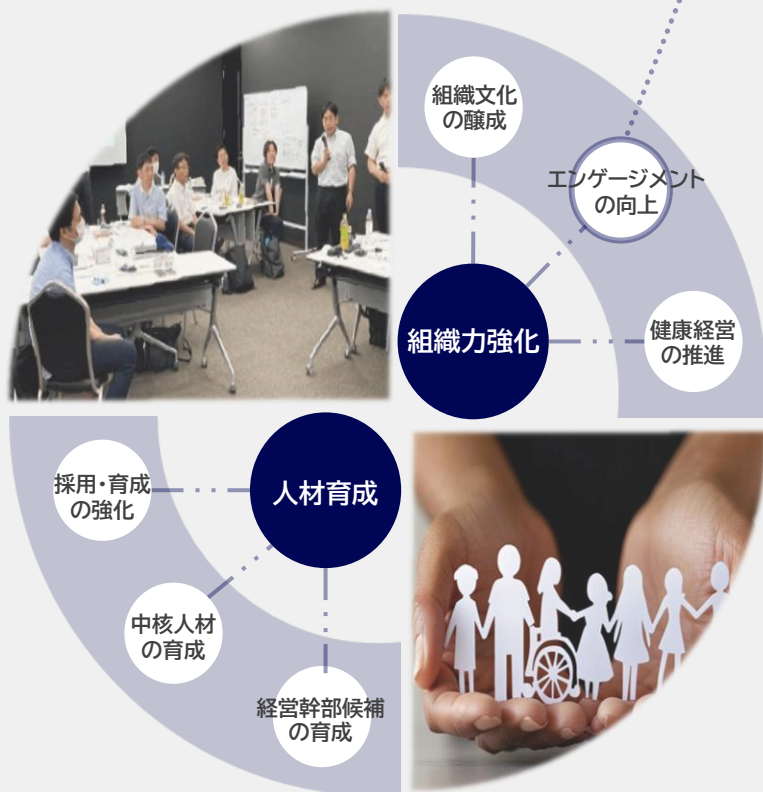 組織文化
の醸成
エンゲージメント
の向上
組織力強化
健康経営
の推進
人材育成
採用・育成
の強化
中核人材
の育成
経営幹部候補
の育成